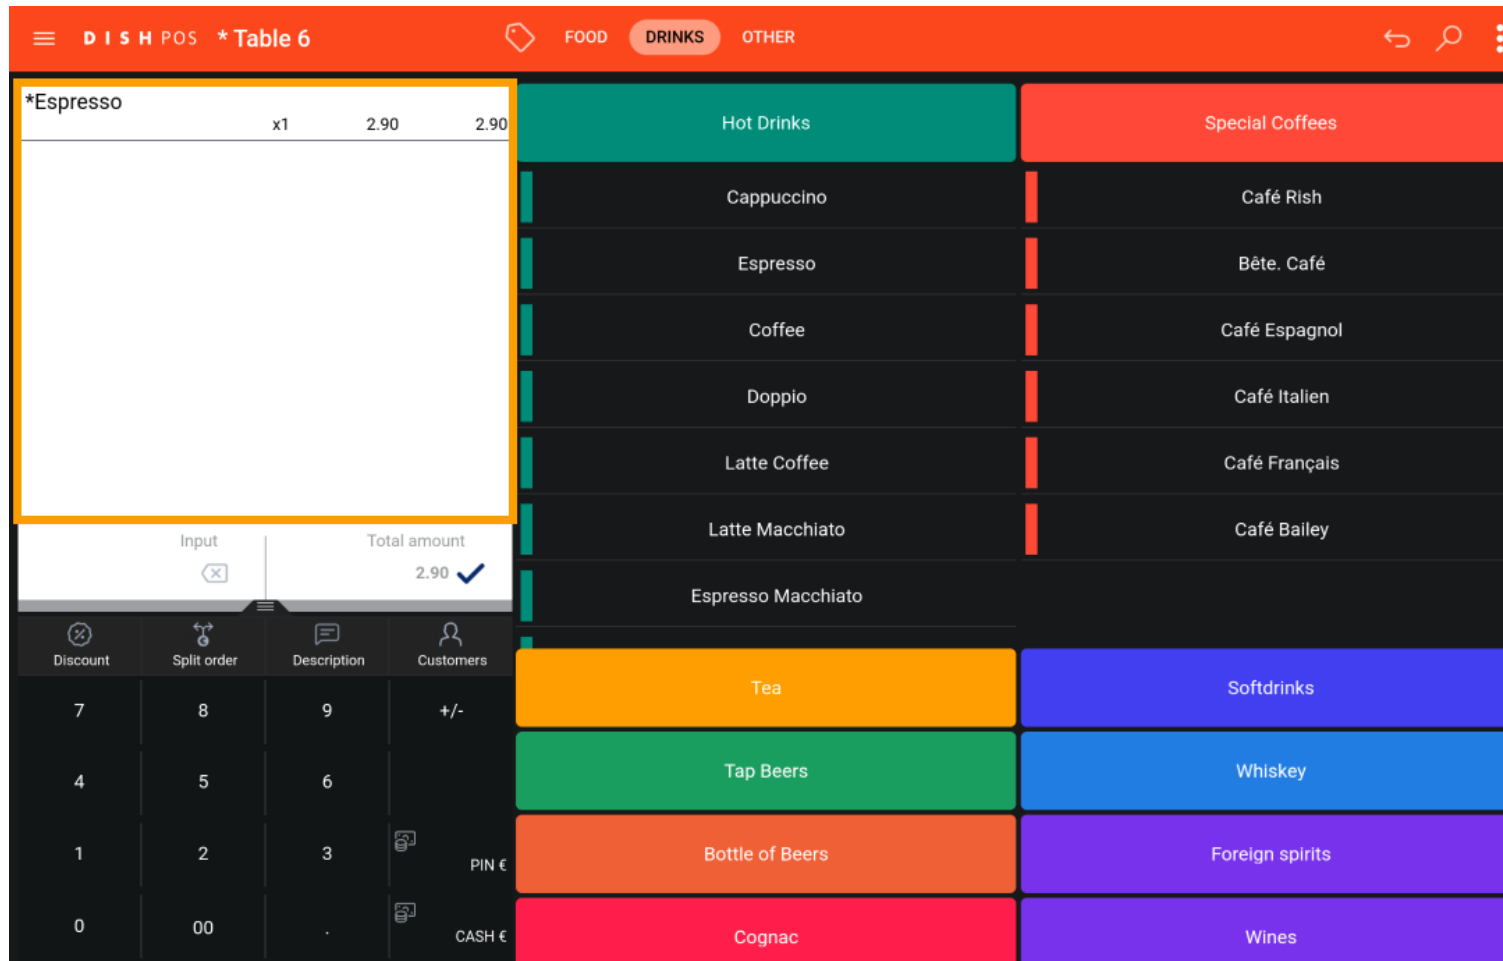 DISH POS * Table 6
FOOD DRINKS OTHER
*Espresso
x1 2.90 2.90
Input Total amount
2.90
Discount Split order Description Customers
7 8 9 +/-
4 5 6
1 2 3 PIN €
0 00 . CASH €
Hot Drinks
Cappuccino
Espresso
Coffee
Doppio
Latte Coffee
Latte Macchiato
Espresso Macchiato
Special Coffees
Café Rish
Bête. Café
Café Espagnol
Café Italien
Café Français
Café Bailey
Tea Softdrinks
Tap Beers Whiskey
Bottle of Beers Foreign spirits
Cognac Wines